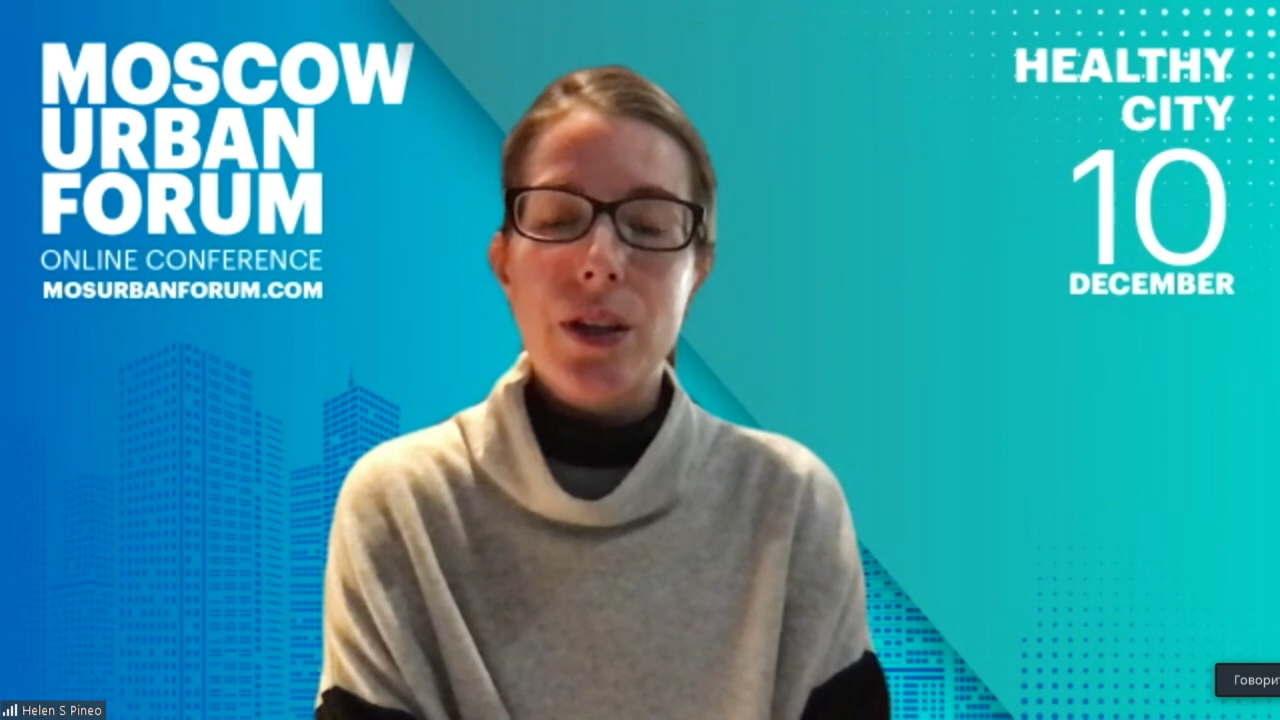 MOSCOW
URBAN
FORUM
ONLINE CONFERENCE
MOSURBANFORUM.COM
HEALTHY
CITY
10
DECEMBER
Helen S Pineo